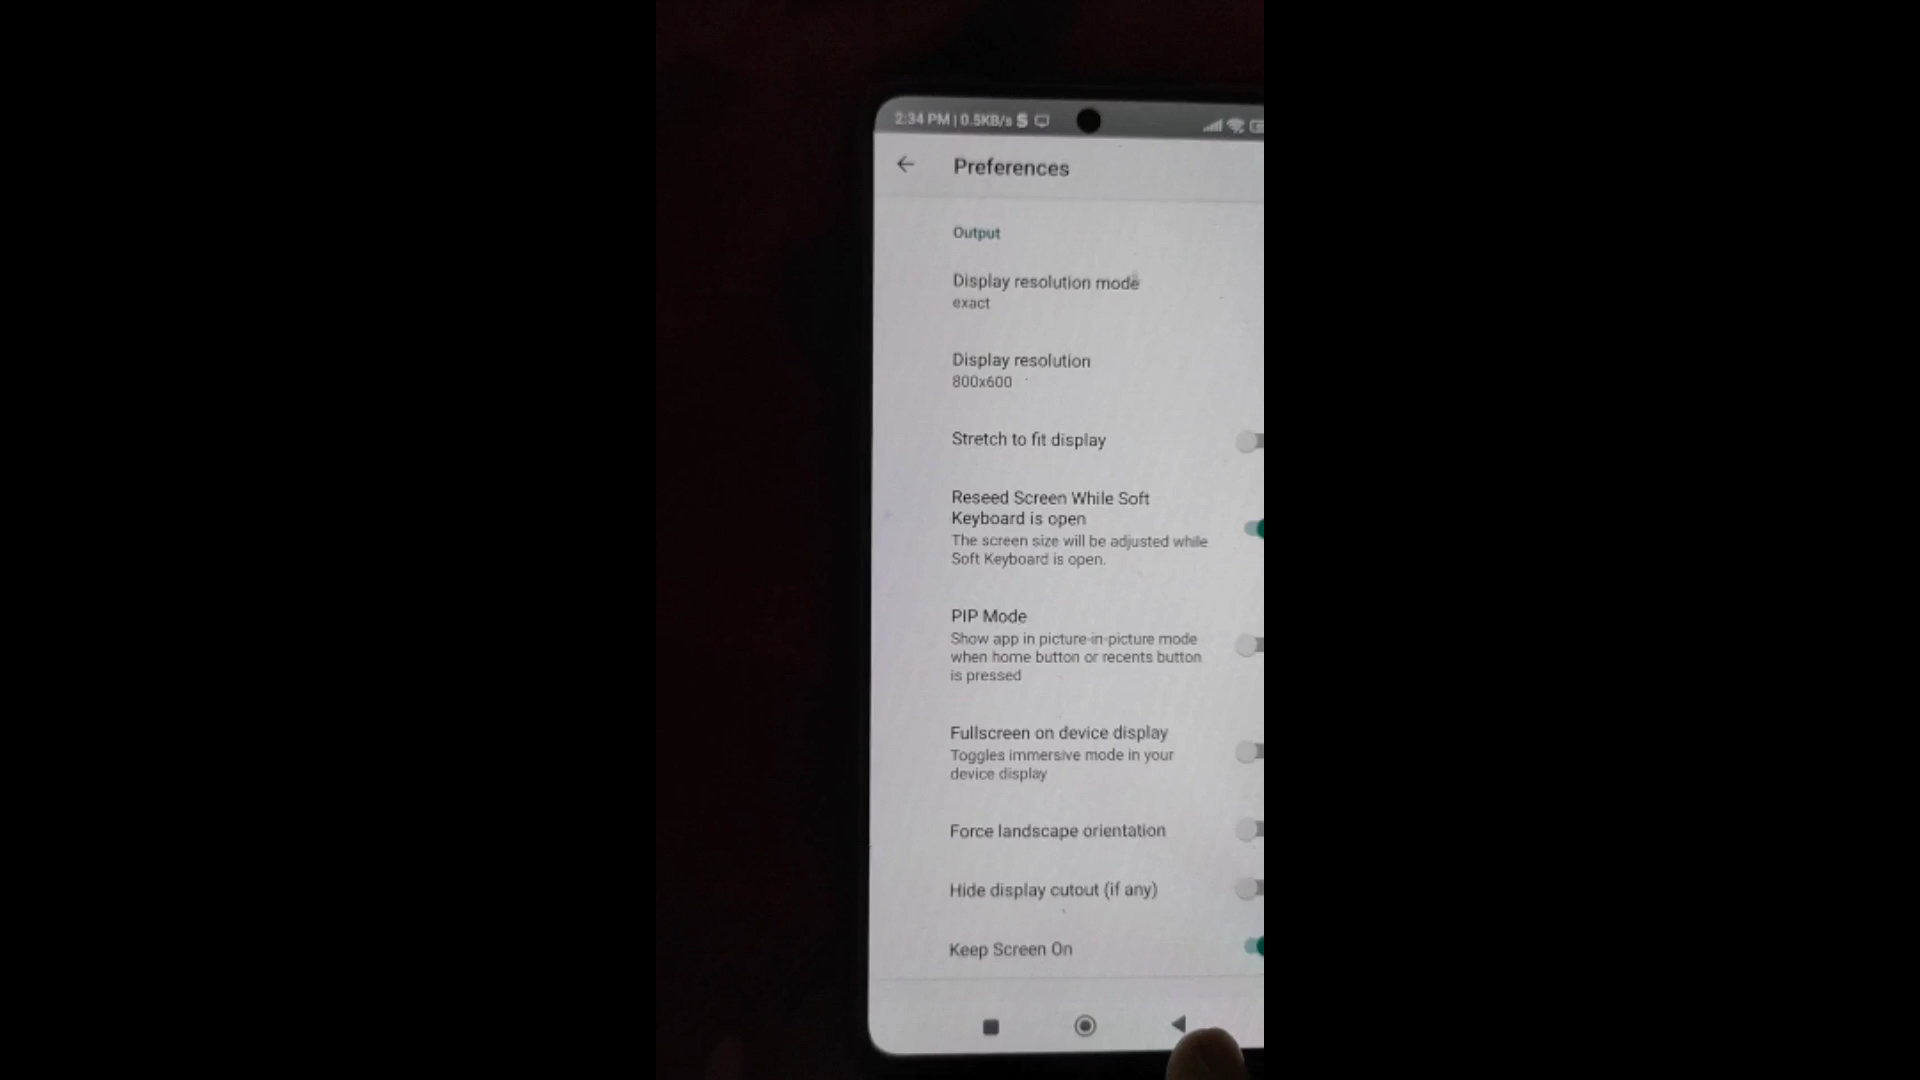 2:34 PM | 0.5KB/s S
Preferences
Output
Display resolution mode
exact
Display resolution
800x600
Stretch to fit display
Reseed Screen While Soft
Keyboard is open
The screen size will be adjusted while
Soft Keyboard is open.
PIP Mode
Show app in picture-in-picture mode
when home button or recents button
is pressed
Fullscreen on device display
Toggles immersive mode in your
device display
Force landscape orientation
Hide display cutout (if any)
Keep Screen On